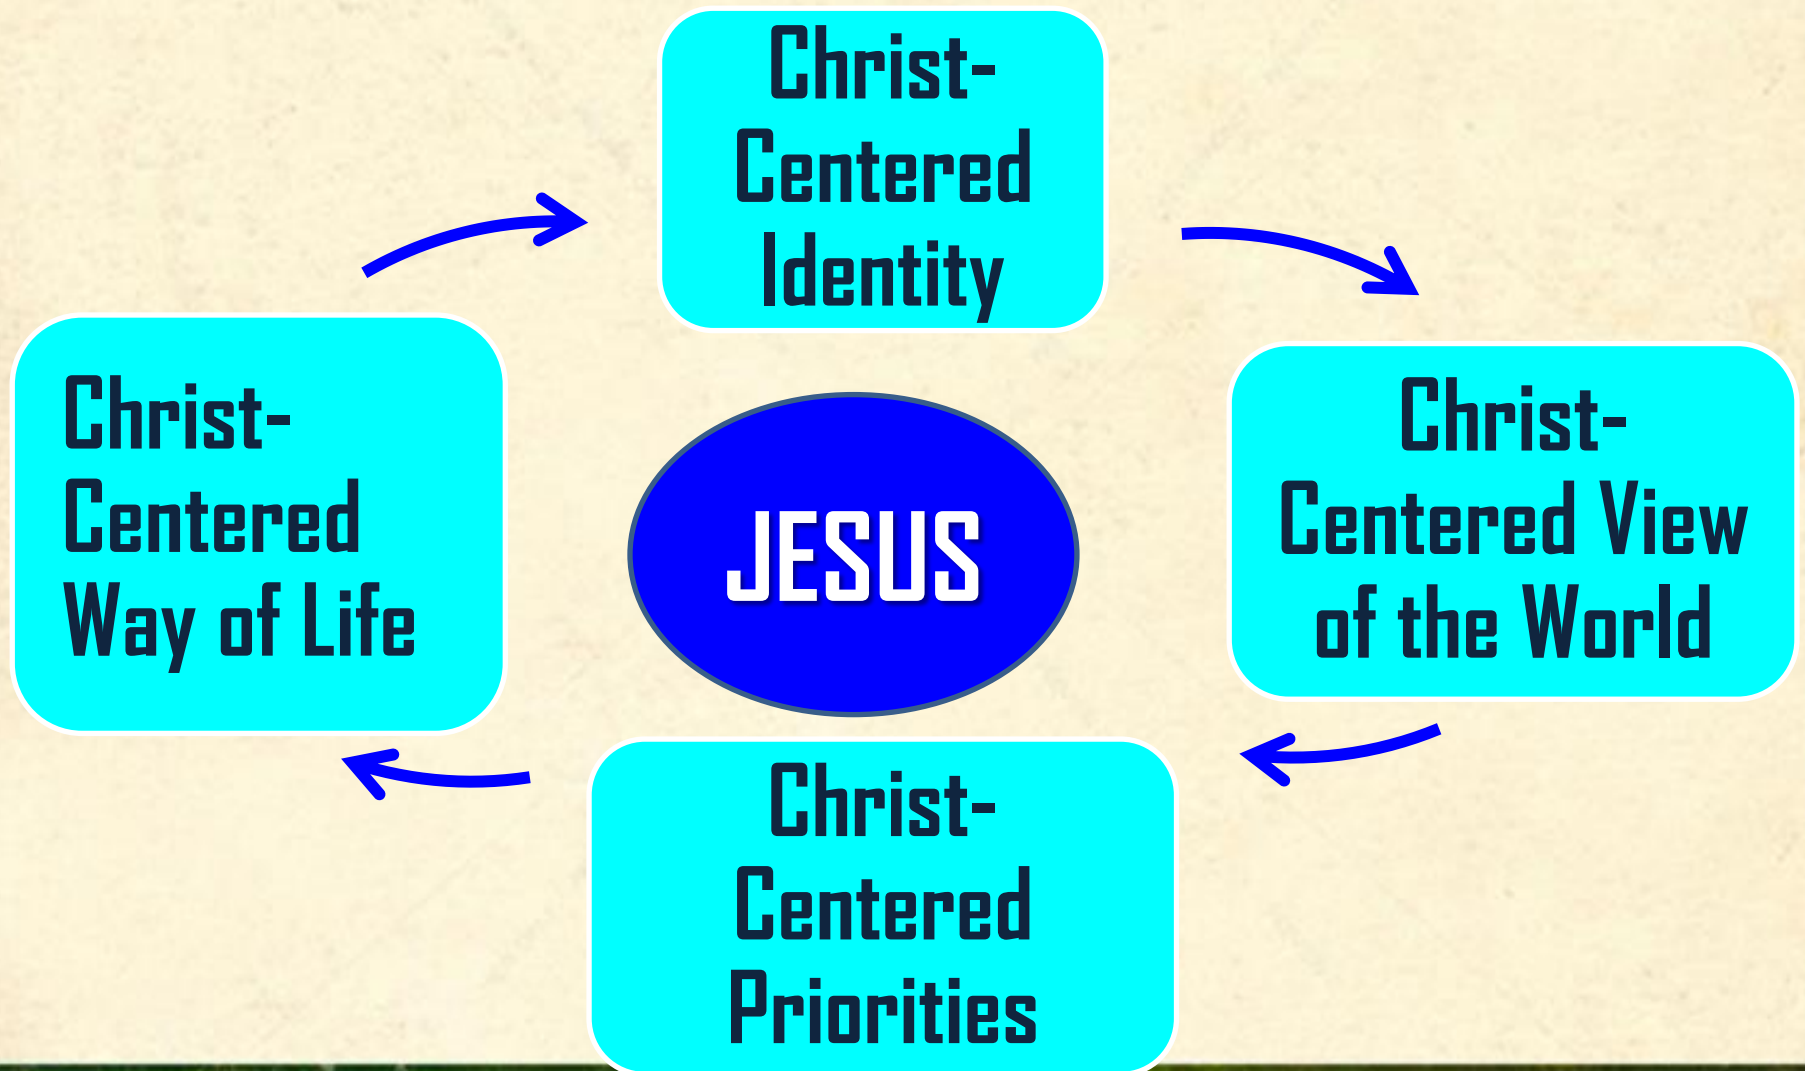 Christ-
Centered
Identity
Christ-
Centered View
of the World
Christ-
Centered
Priorities
Christ-
Centered
Way of Life
JESUS